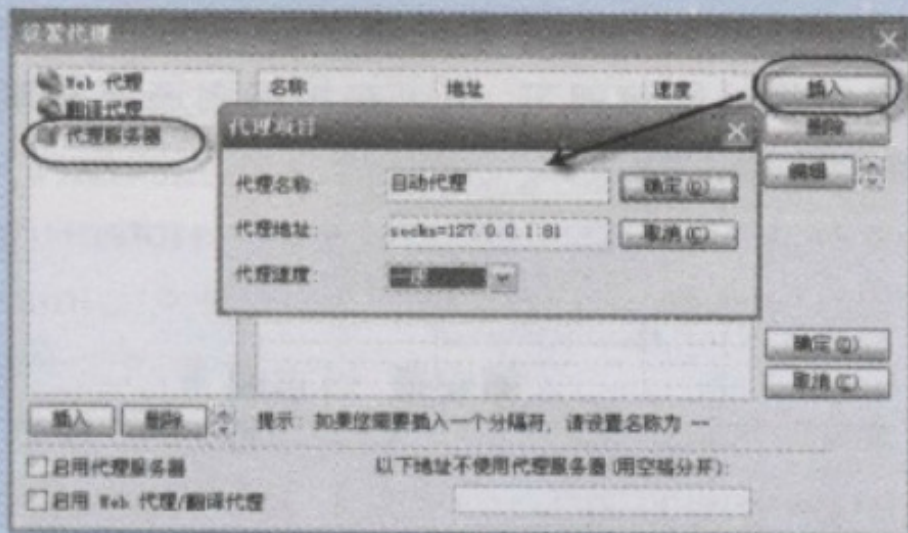 设置代理
Web 代理
翻译代理
代理服务器
名称 地址 速度
插入
删除
编辑
代理项目
代理名称: 自动代理 确定(O)
代理地址: socks=127.0.0.1:81 取消(C)
代理速度:
确定(O)
取消(C)
插入 删除 提示: 如果您需要插入一个分隔符, 请设置名称为 --
启用代理服务器
以下地址不使用代理服务器(用空格分开):
启用 Web 代理/翻译代理